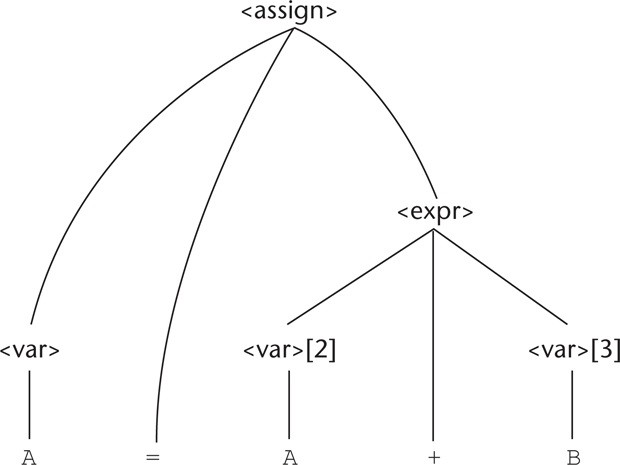 <assign>
<expr>
<var> <var>[2] <var>[3]
A = A + B